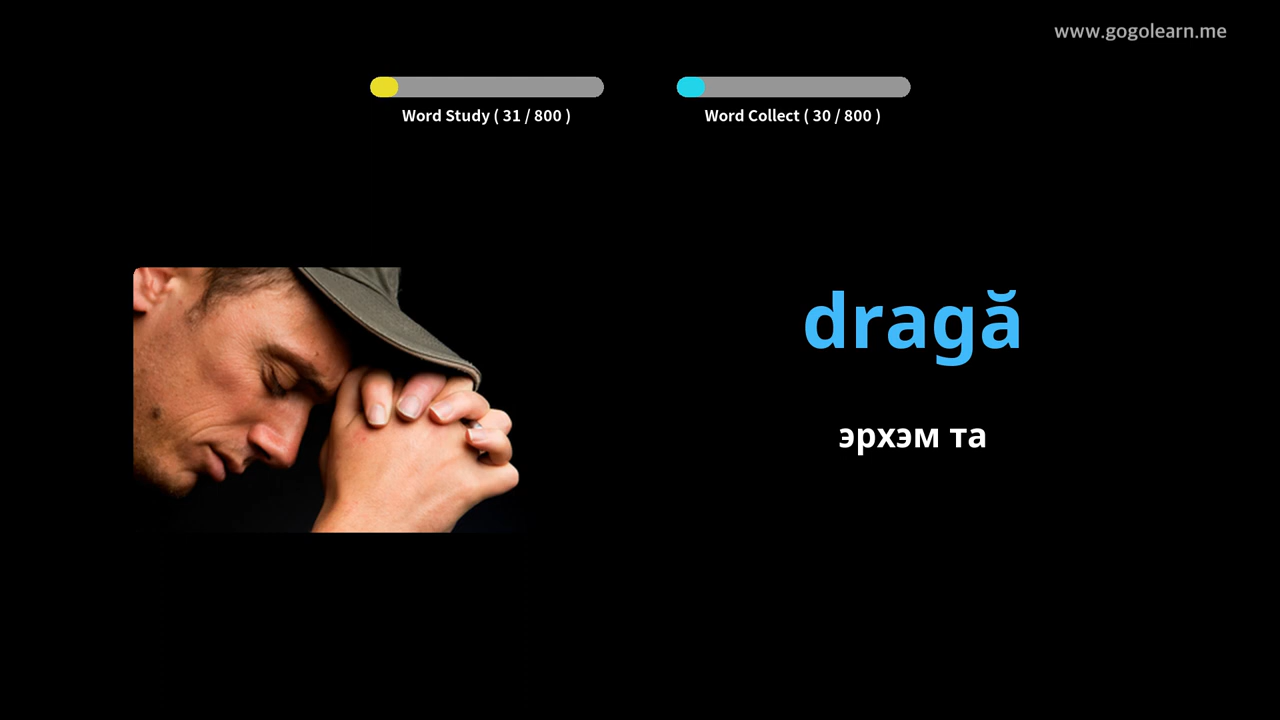 www.gogolearn.me
Word Study ( 31 / 800 )
Word Collect ( 30 / 800 )
dragă
эрхэм та